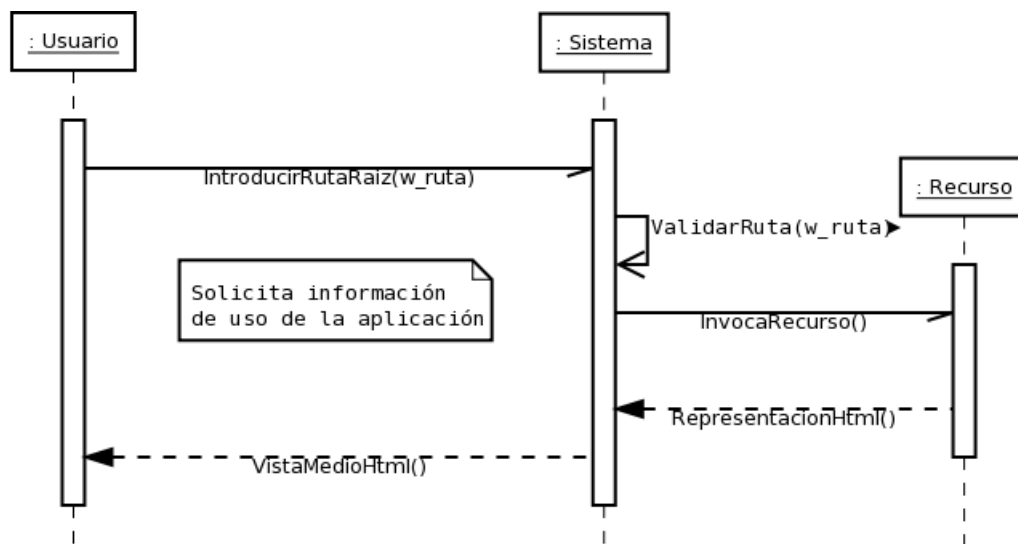 : Usuario
: Sistema
IntroducirRutaRaiz(w_ruta)
: Recurso
ValidarRuta(w_ruta)
Solicita información
de uso de la aplicación
InvocaRecurso()
RepresentacionHtml()
VistaMedioHtml()